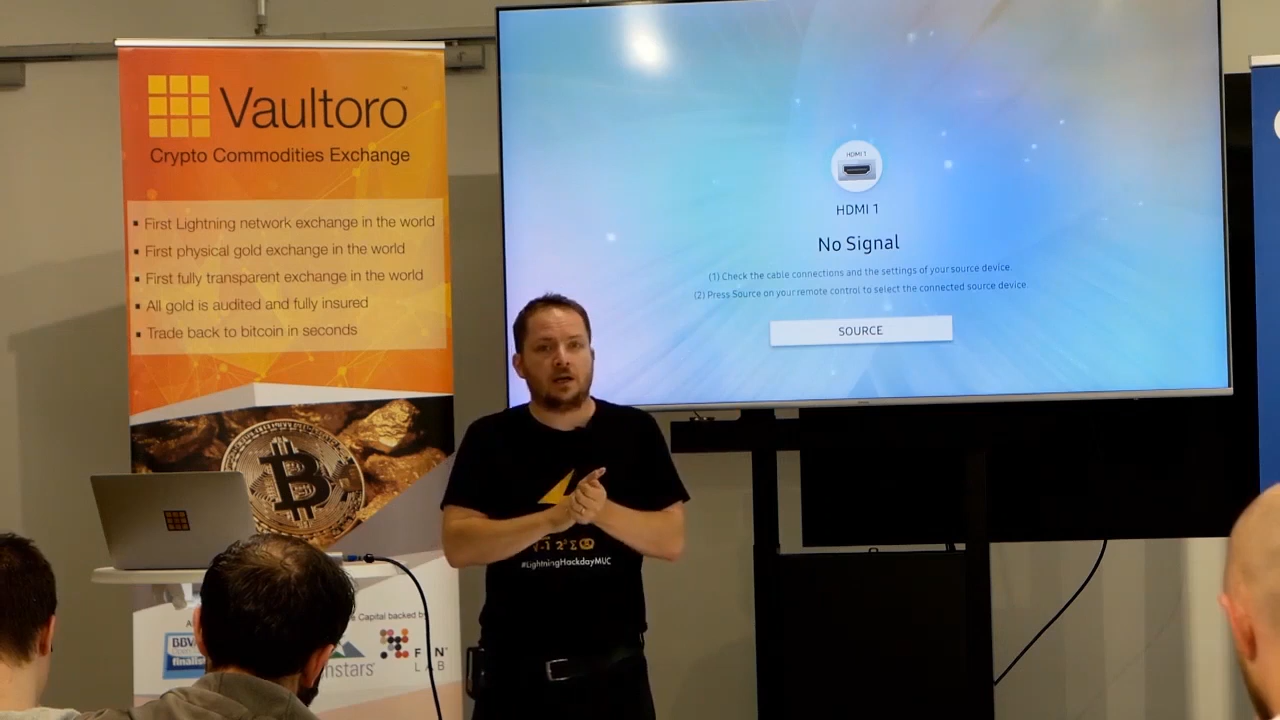 Vaultoro
Crypto Commodities Exchange
First Lightning network exchange in the world
First physical gold exchange in the world
First fully transparent exchange in the world
All gold is audited and fully insured
Trade back to bitcoin in seconds
Capital backed by
BBV
finalist
FIN
LAB
HDMI 1
HDMI 1
No Signal
(1) Check the cable connections and the settings of your source device.
(2) Press Source on your remote control to select the connected source device.
SOURCE
√-1 2³ Σ
#LightningHackdayMUC